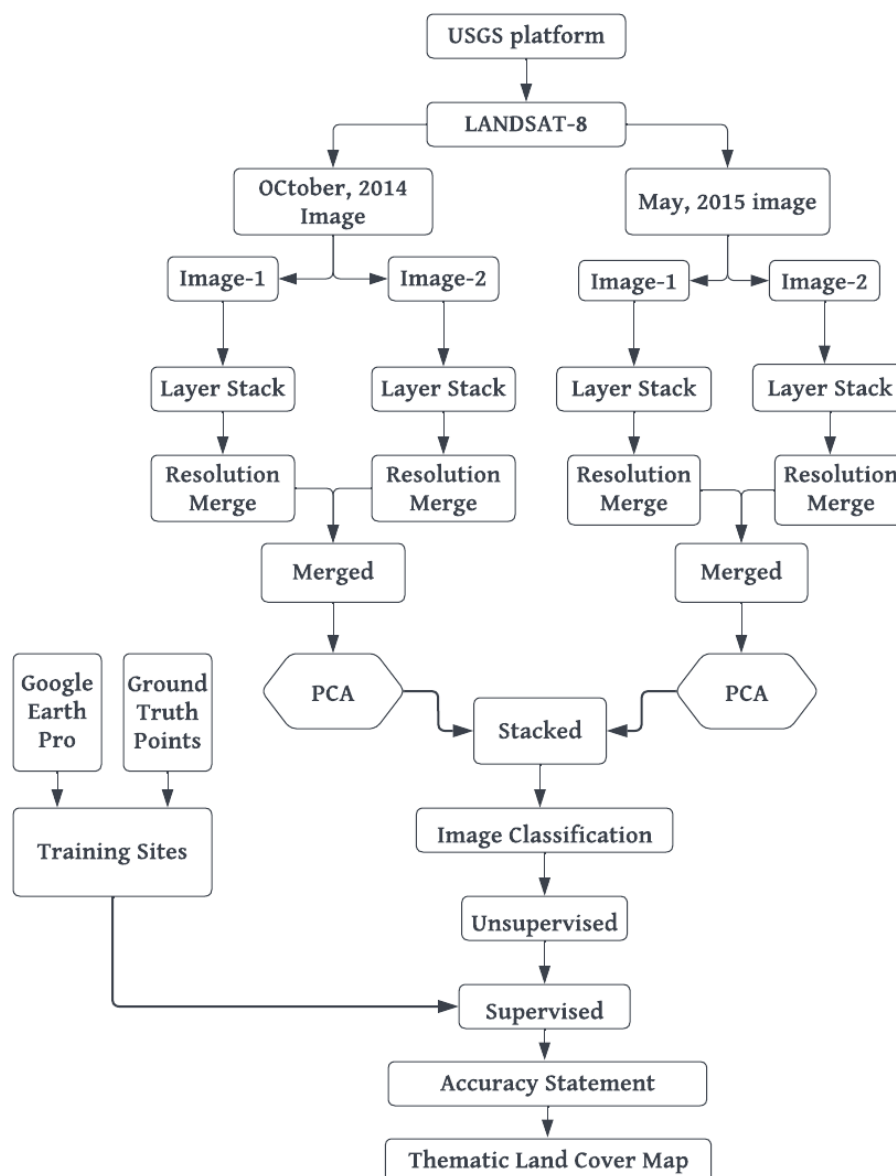 USGS platform
LANDSAT-8
OCtober, 2014
Image
May, 2015 image
Image-1
Image-2
Image-1
Image-2
Layer Stack
Layer Stack
Layer Stack
Layer Stack
Resolution
Merge
Resolution
Merge
Resolution
Merge
Resolution
Merge
Merged
Merged
Google
Earth
Pro
Ground
Truth
Points
PCA
PCA
Stacked
Training Sites
Image Classification
Unsupervised
Supervised
Accuracy Statement
Thematic Land Cover Map